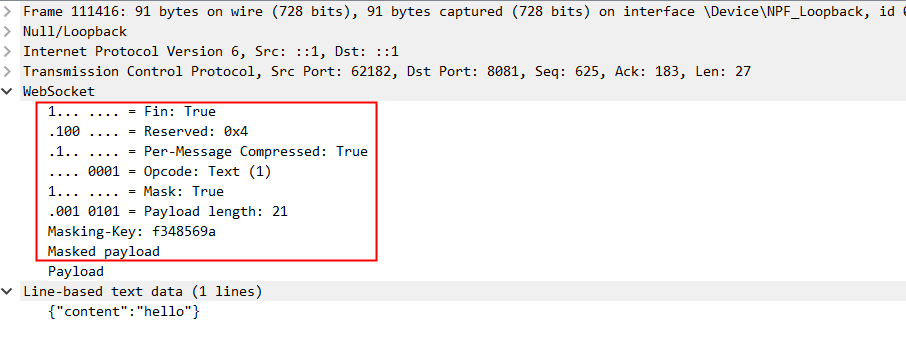 Frame 111416: 91 bytes on wire (728 bits), 91 bytes captured (728 bits) on interface \Device\NPF_Loopback, id
Null/Loopback
Internet Protocol Version 6, Src: ::1, Dst: ::1
Transmission Control Protocol, Src Port: 62182, Dst Port: 8081, Seq: 625, Ack: 183, Len: 27
WebSocket
1... .... = Fin: True
.100 .... = Reserved: 0x4
.1.. .... = Per-Message Compressed: True
.... 0001 = Opcode: Text (1)
1... .... = Mask: True
.001 0101 = Payload length: 21
Masking-Key: f348569a
Masked payload
Payload
Line-based text data (1 lines)
{"content":"hello"}